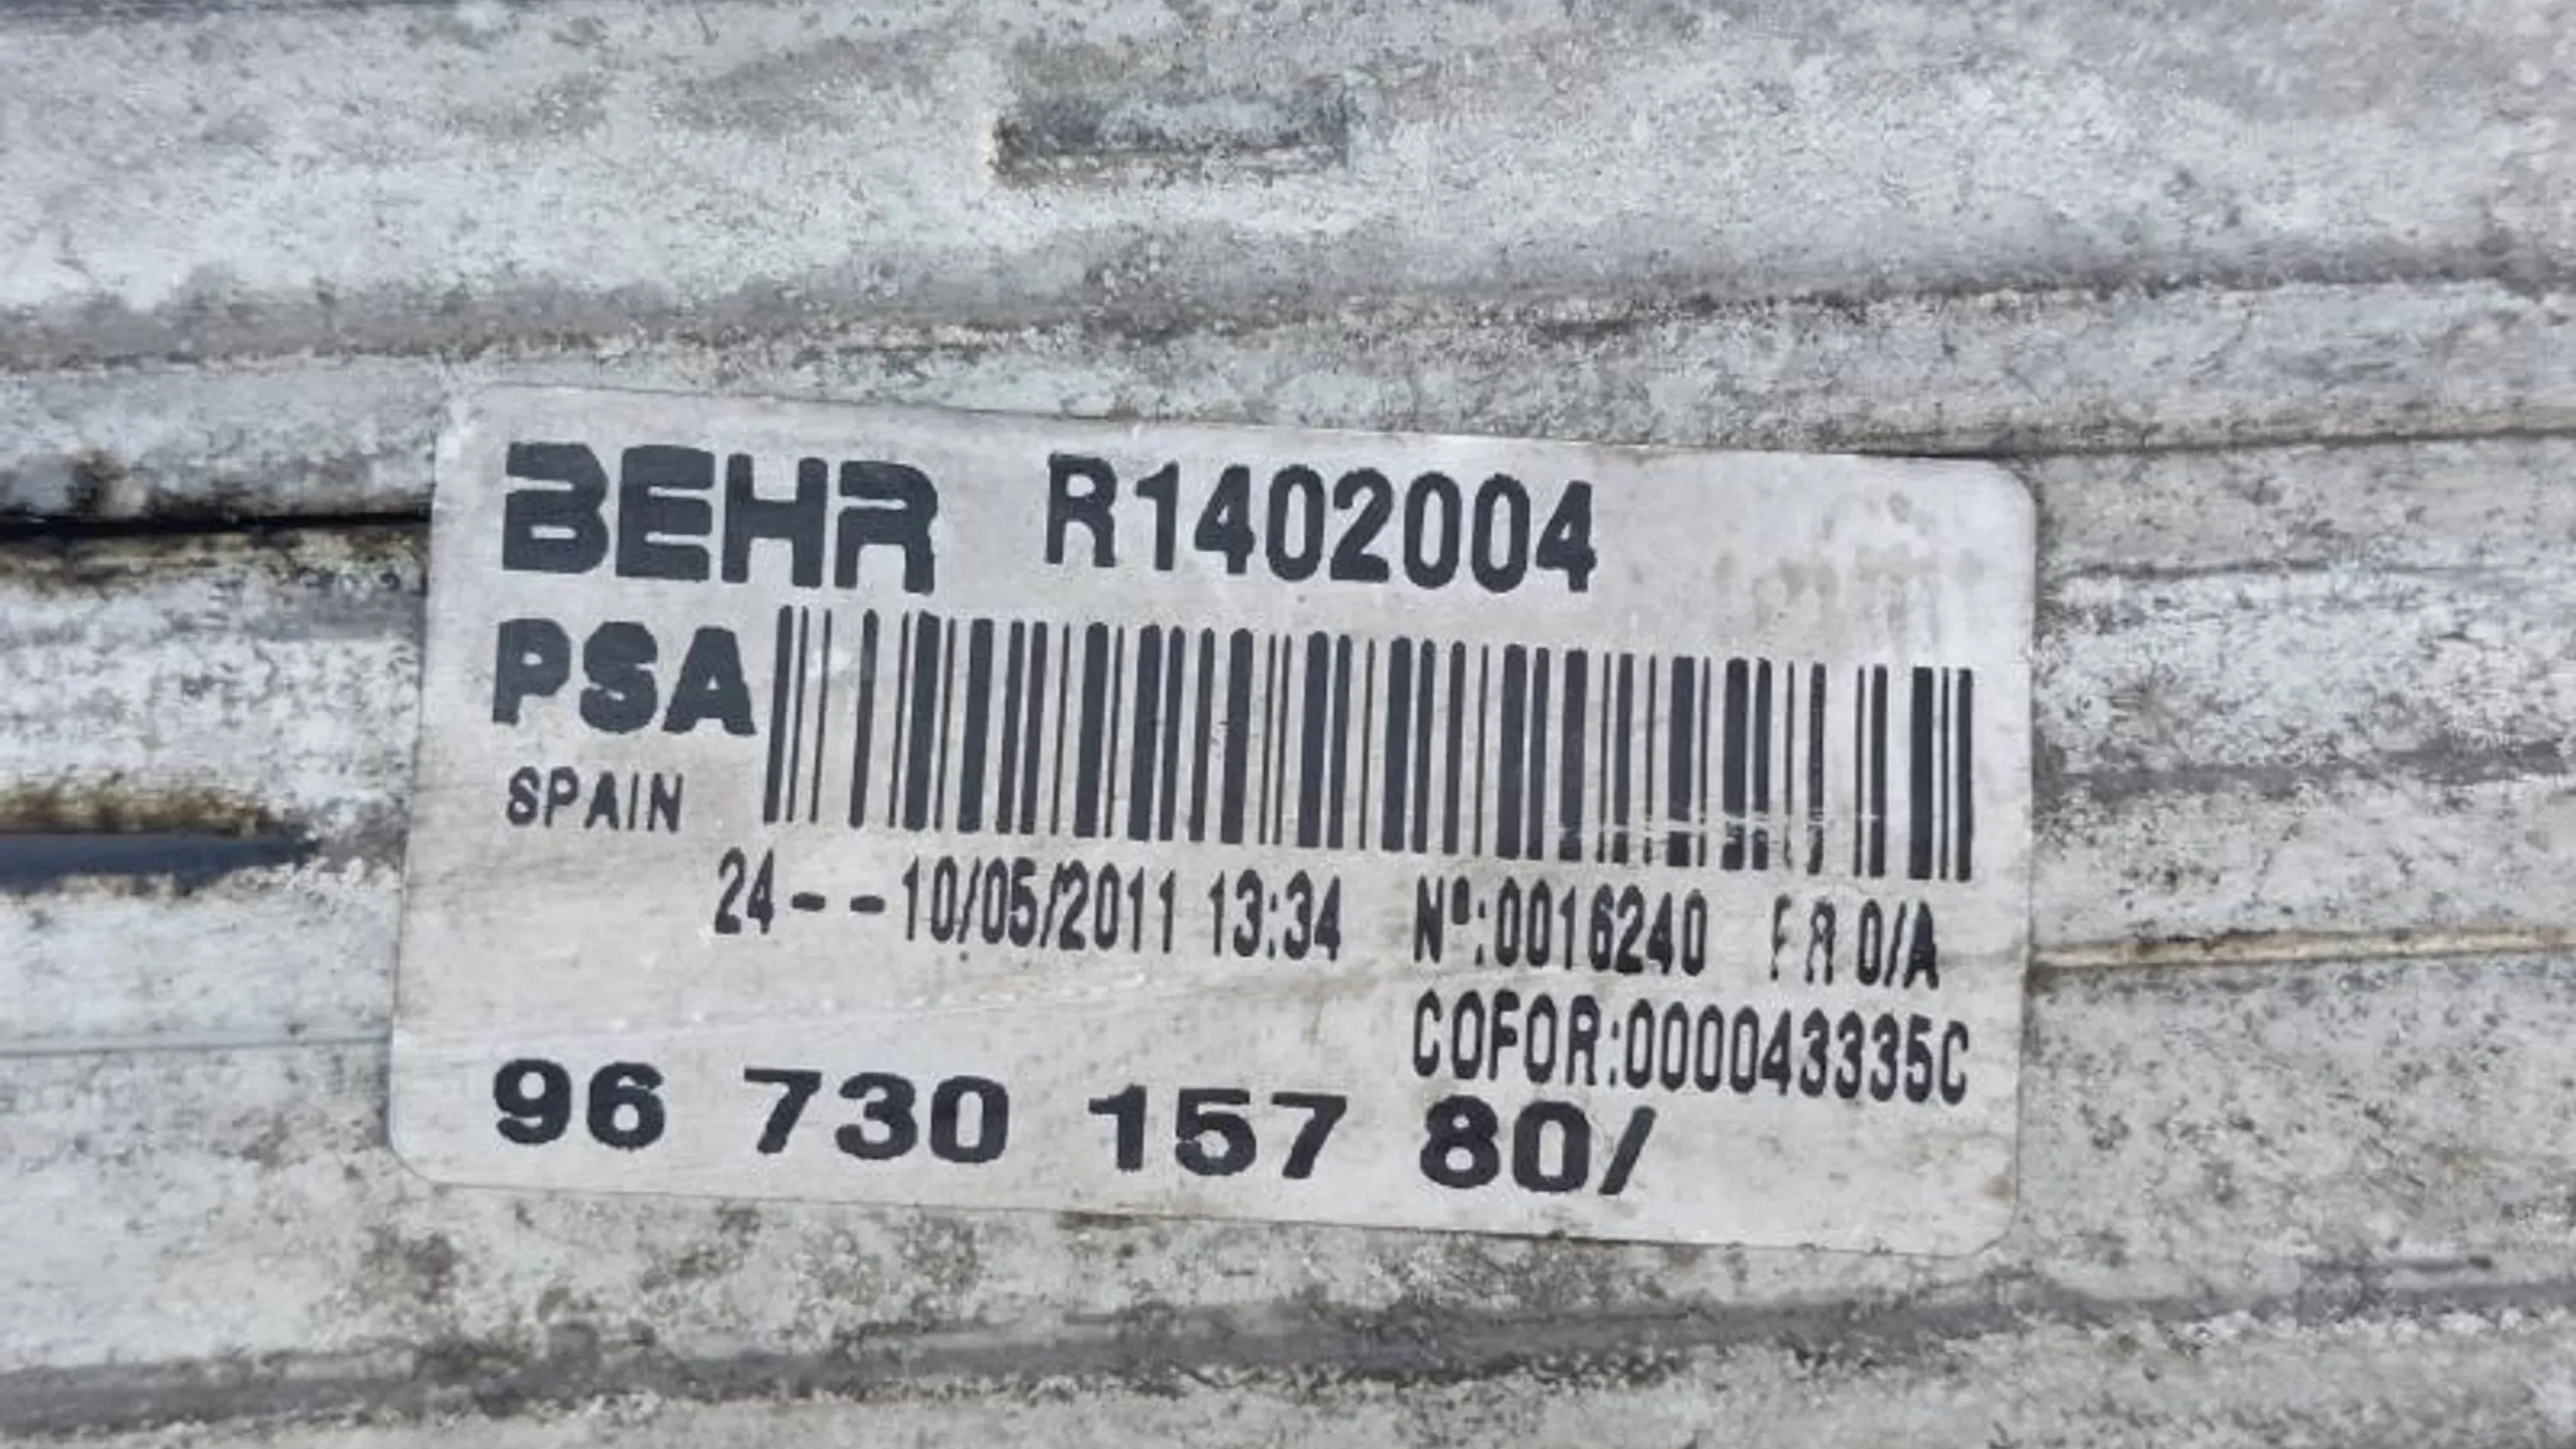 BEHR R1402004
PSA
SPAIN
24--10/05/2011 13:34 Nº:0016240 0/A
COFOR:000043335C
96 730 157 80/